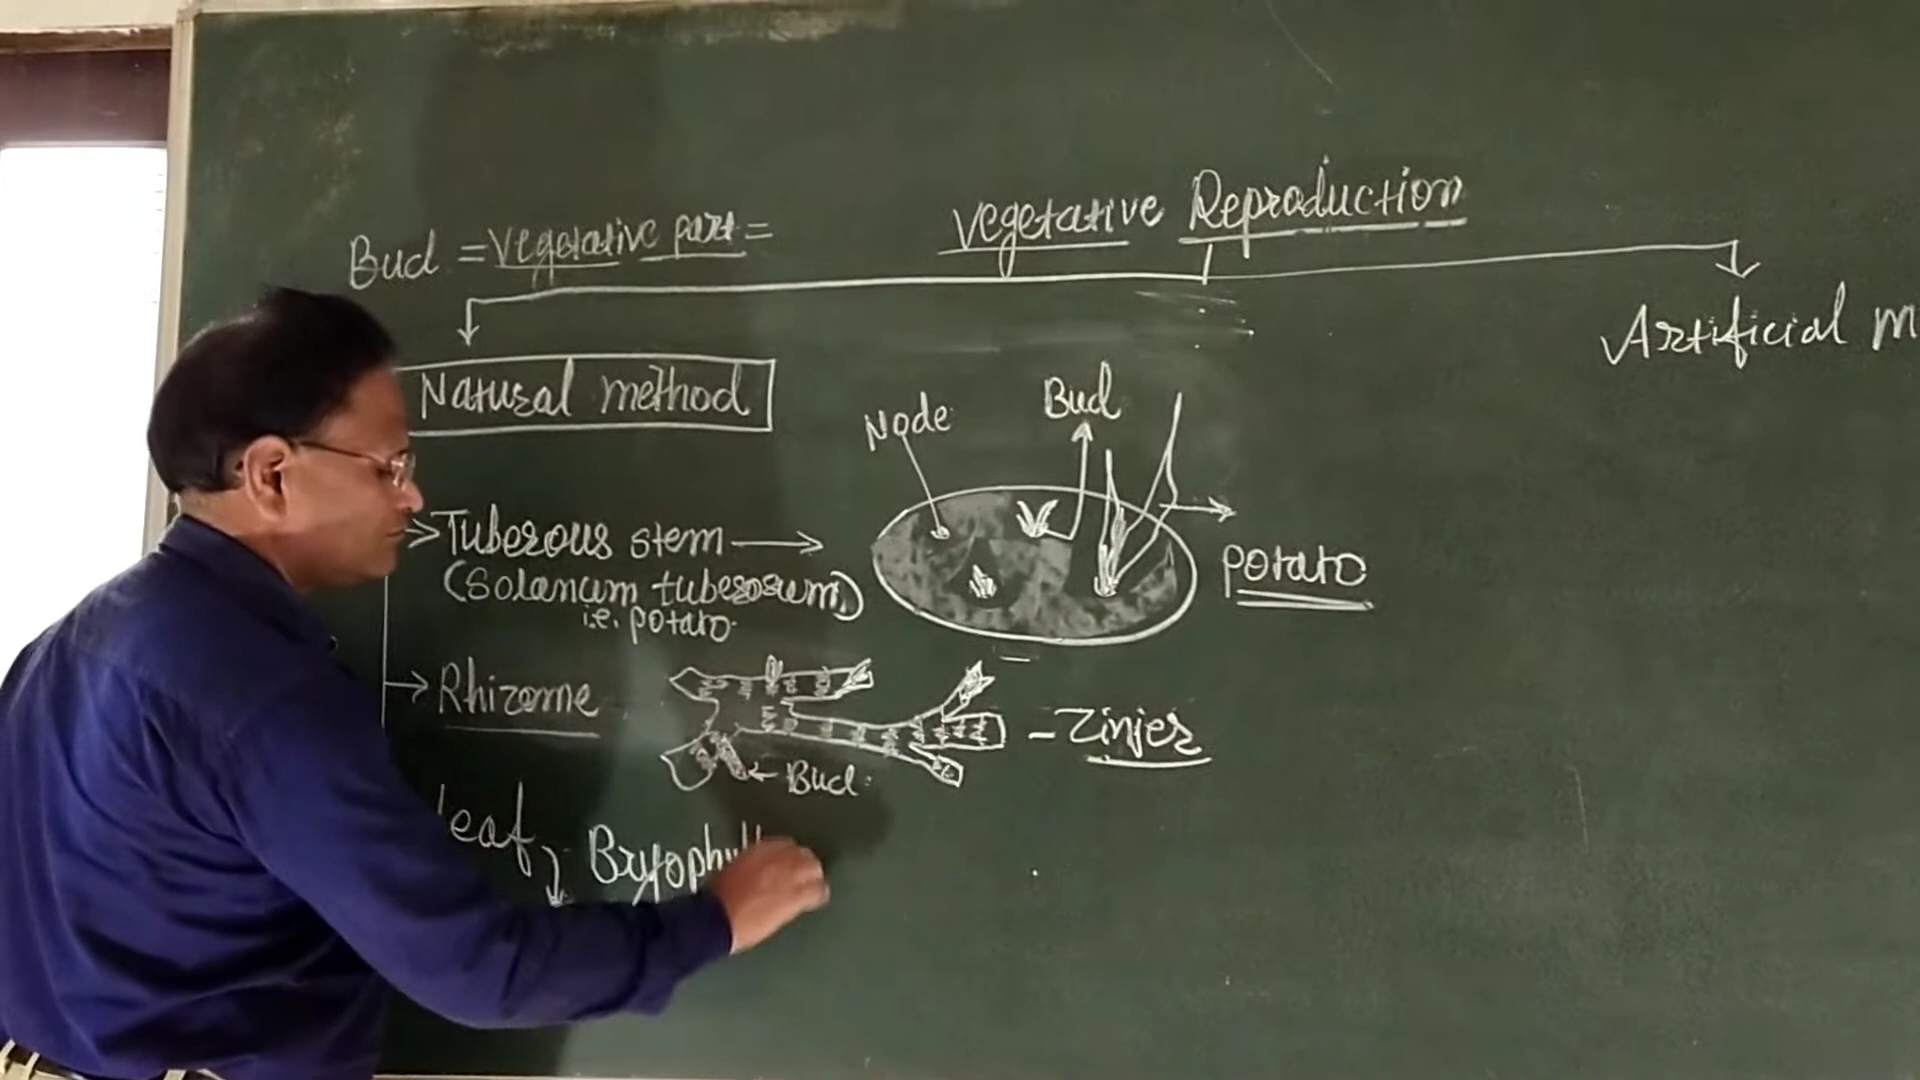 Vegetative Reproduction
Bud = Vegetative part =
Artificial m
Natural method
Node
Bud
Tuberous stem
(Solanum tuberosum)
i.e. potato
potato
Rhizome
Zinjer
Bud
Leaf